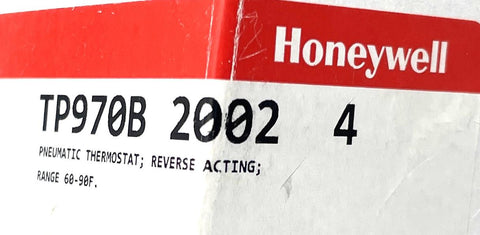 Honeywell
TP970B 2002 4
PNEUMATIC THERMOSTAT; REVERSE ACTING;
RANGE 60-90F.